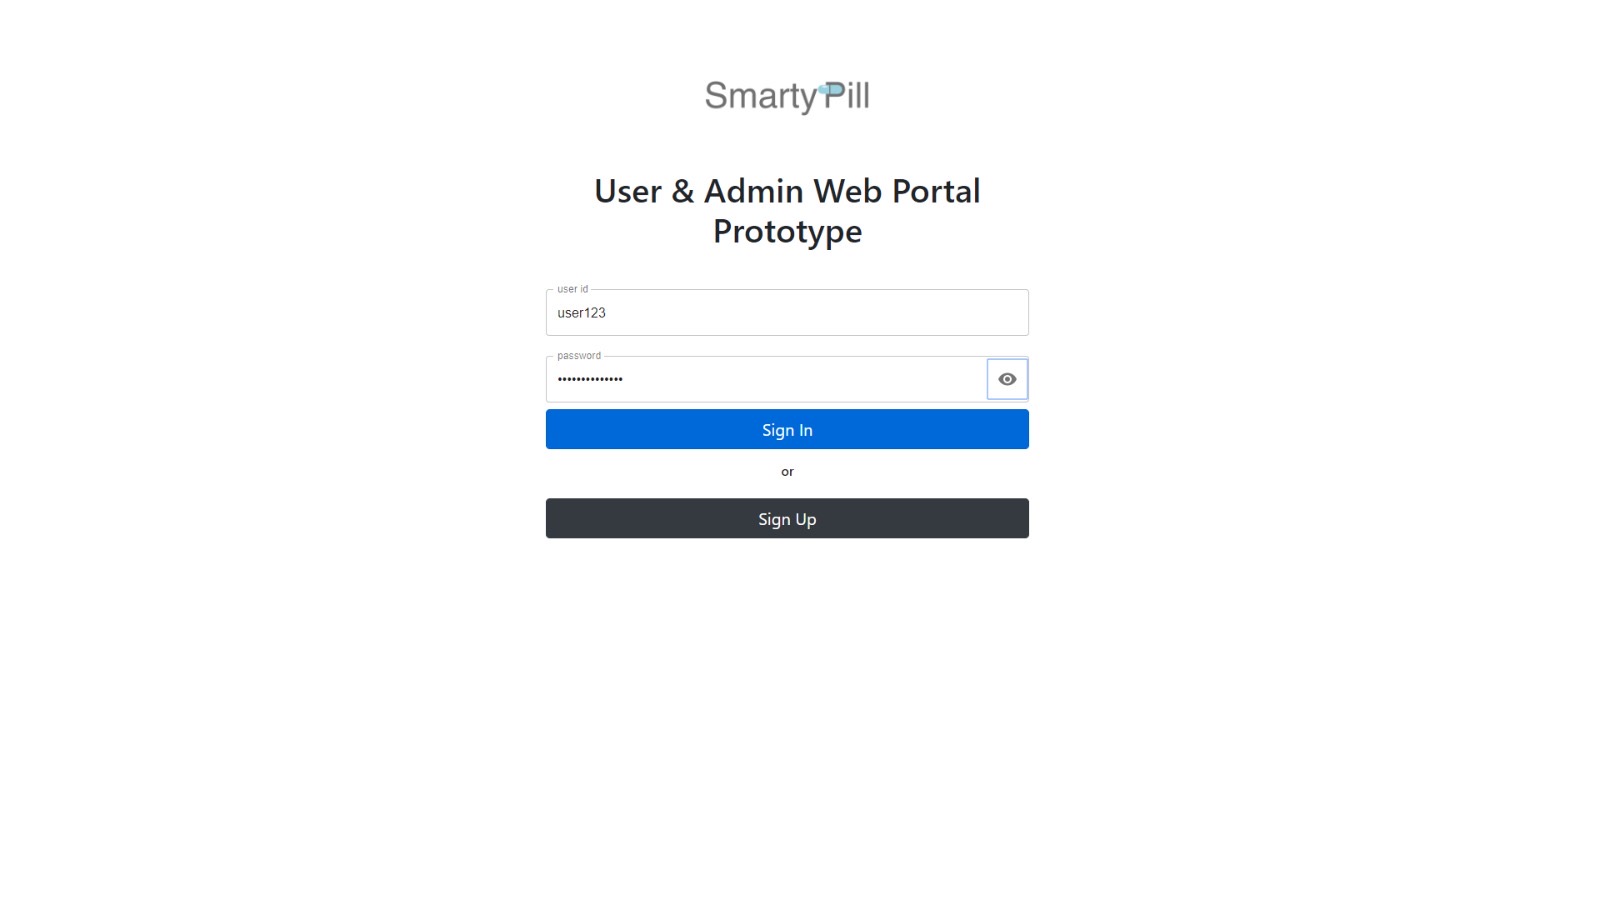 SmartyPill
User & Admin Web Portal
Prototype
user id
user123
password
••••••••••••••
Sign In
or
Sign Up